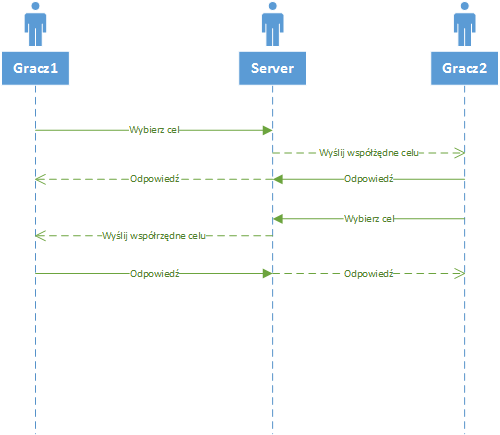 Gracz1
Server
Gracz2
Wybierz cel
Wyślij współżędne celu
Odpowiedź
Odpowiedź
Wybierz cel
Wyślij współrzędne celu
Odpowiedź
Odpowiedź